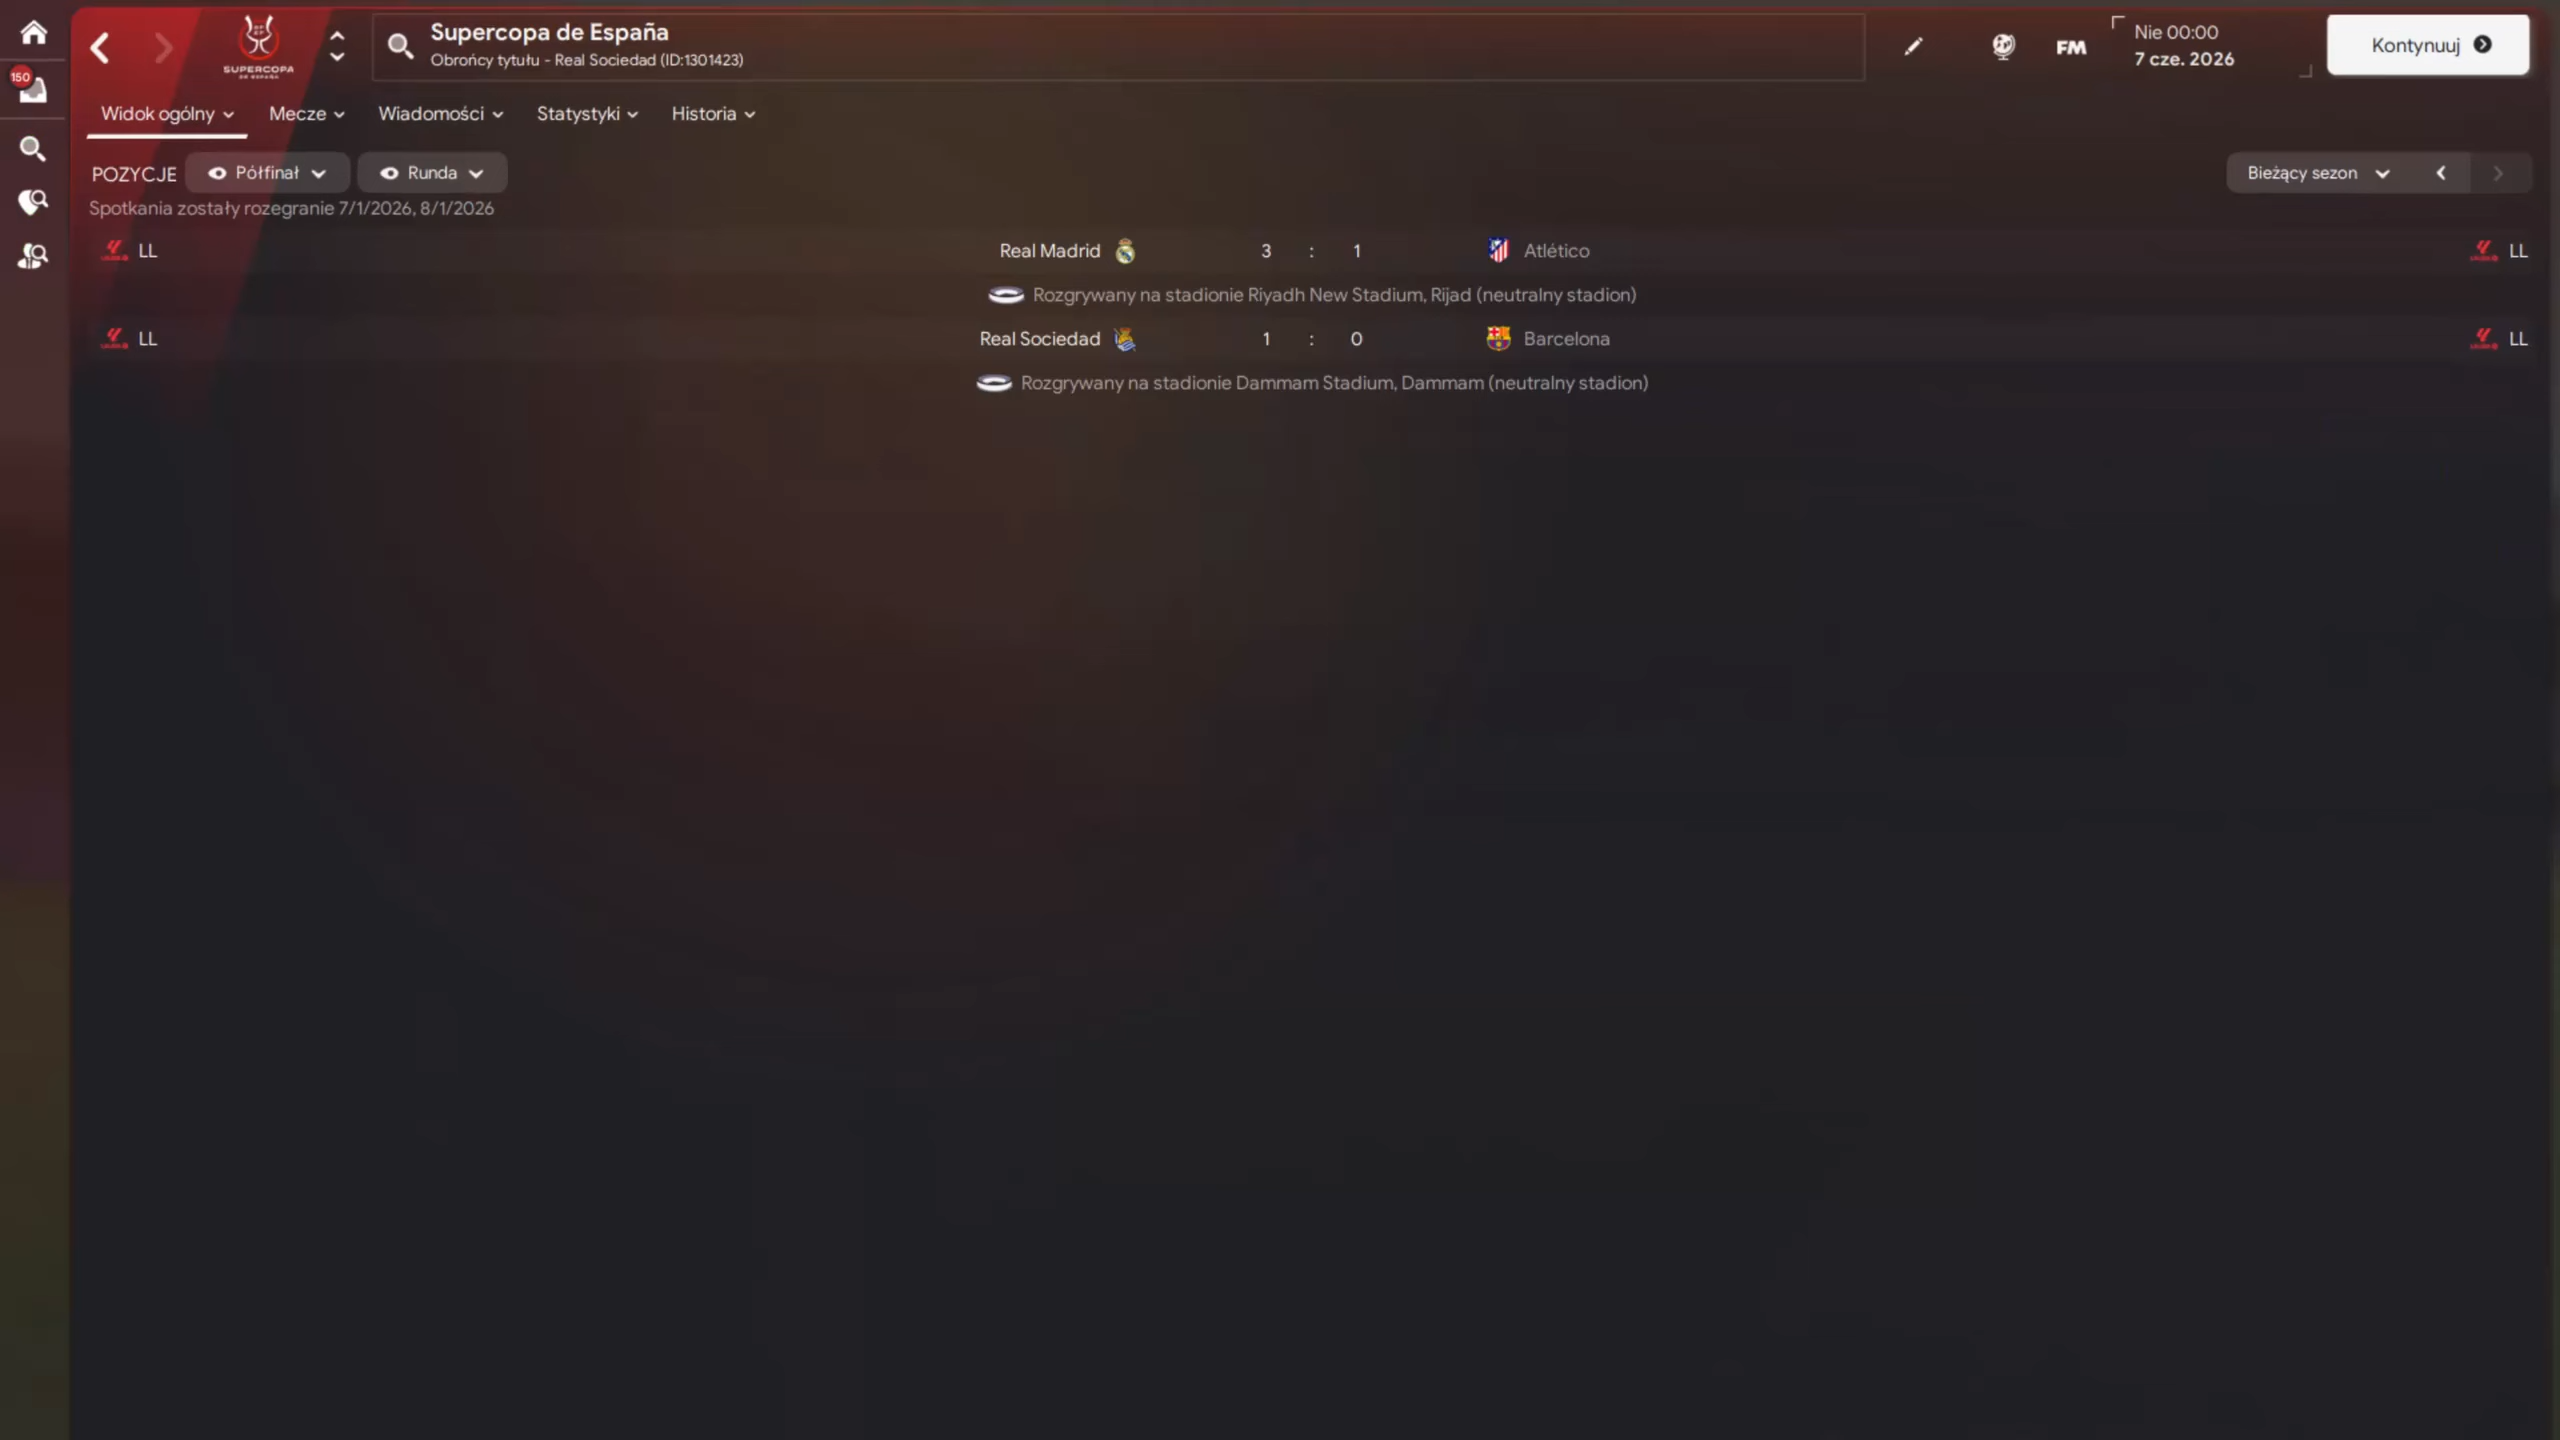 Supercopa de España
Obrońcy tytułu - Real Sociedad (ID:1301423)
SUPERCOPA
DE ESPAÑA
FM
Nie 00:00
7 cze. 2026
Kontynuuj
150
Widok ogólny
Mecze
Wiadomości
Statystyki
Historia
POZYCJE
Półfinał
Runda
Bieżący sezon
Spotkania zostały rozegranie 7/1/2026, 8/1/2026
LL Real Madrid 3 : 1 Atlético LL
Rozgrywany na stadionie Riyadh New Stadium, Rijad (neutralny stadion)
LL Real Sociedad 1 : 0 Barcelona LL
Rozgrywany na stadionie Dammam Stadium, Dammam (neutralny stadion)